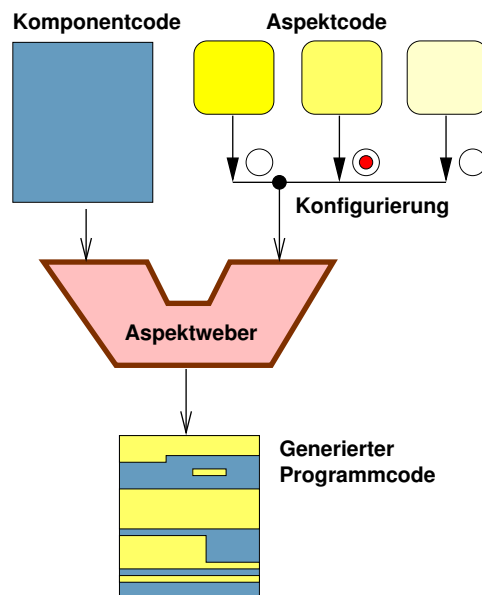 Komponentcode
Aspektcode
Konfigurierung
Aspektweber
Generierter
Programmcode